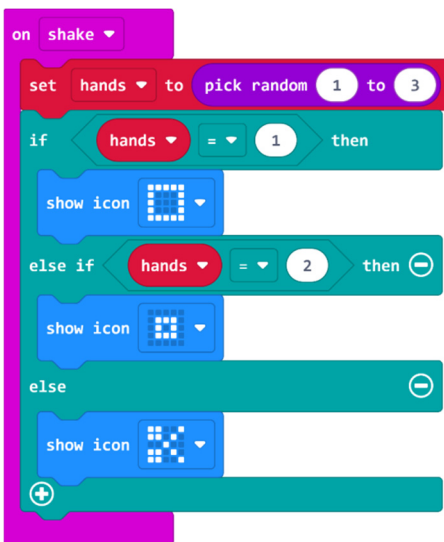 on shake
set hands to pick random 1 to 3
if hands = 1 then
show icon
else if hands = 2 then
show icon
else
show icon